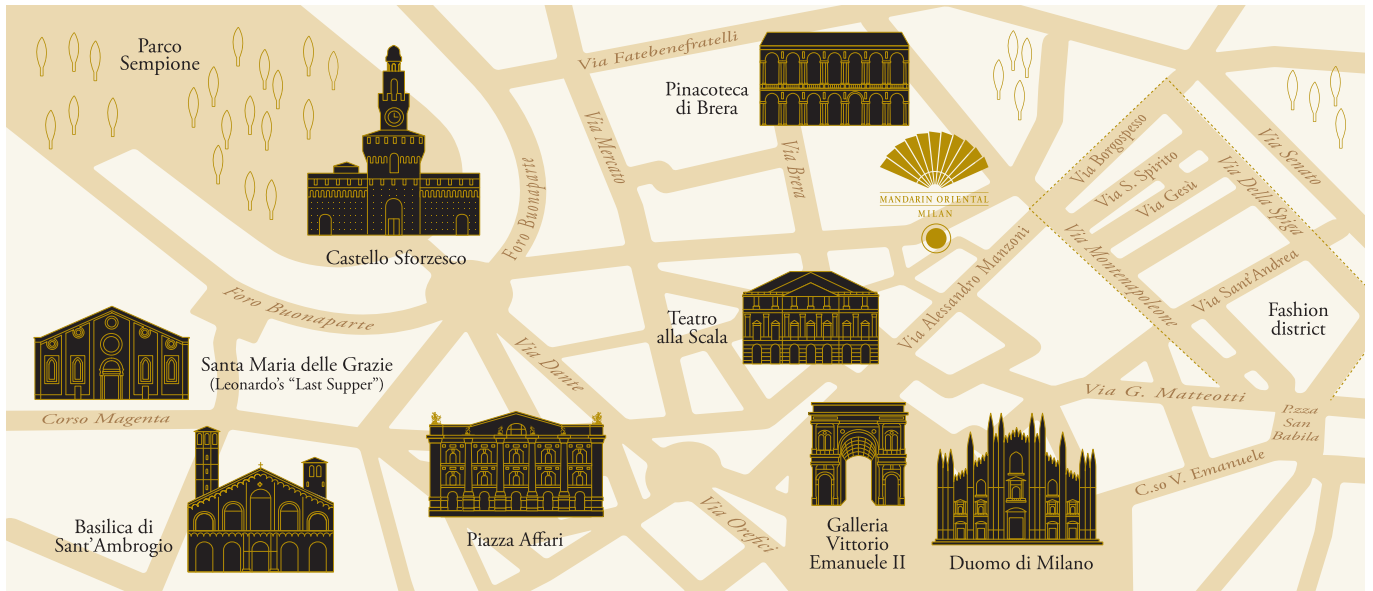 Parco
Sempione
Via Fatebenefratelli
Pinacoteca
di Brera
Via Mercato
Foro Buonaparte
Via Brera
MANDARIN ORIENTAL
MILAN
Via Borgospesso
Via S. Spirito
Via Gesu
Via Senato
Via Della Spiga
Via Montenapoleone
Via Sant'Andrea
Castello Sforzesco
Foro Buonaparte
Via Alessandro Manzoni
Fashion
district
Teatro
alla Scala
Santa Maria delle Grazie
(Leonardo's “Last Supper”)
Via Dante
Corso Magenta
Via G. Matteotti
P.zza
San
Babila
C.so V. Emanuele
Via Orefici
Basilica di
Sant'Ambrogio
Piazza Affari
Galleria
Vittorio
Emanuele II
Duomo di Milano